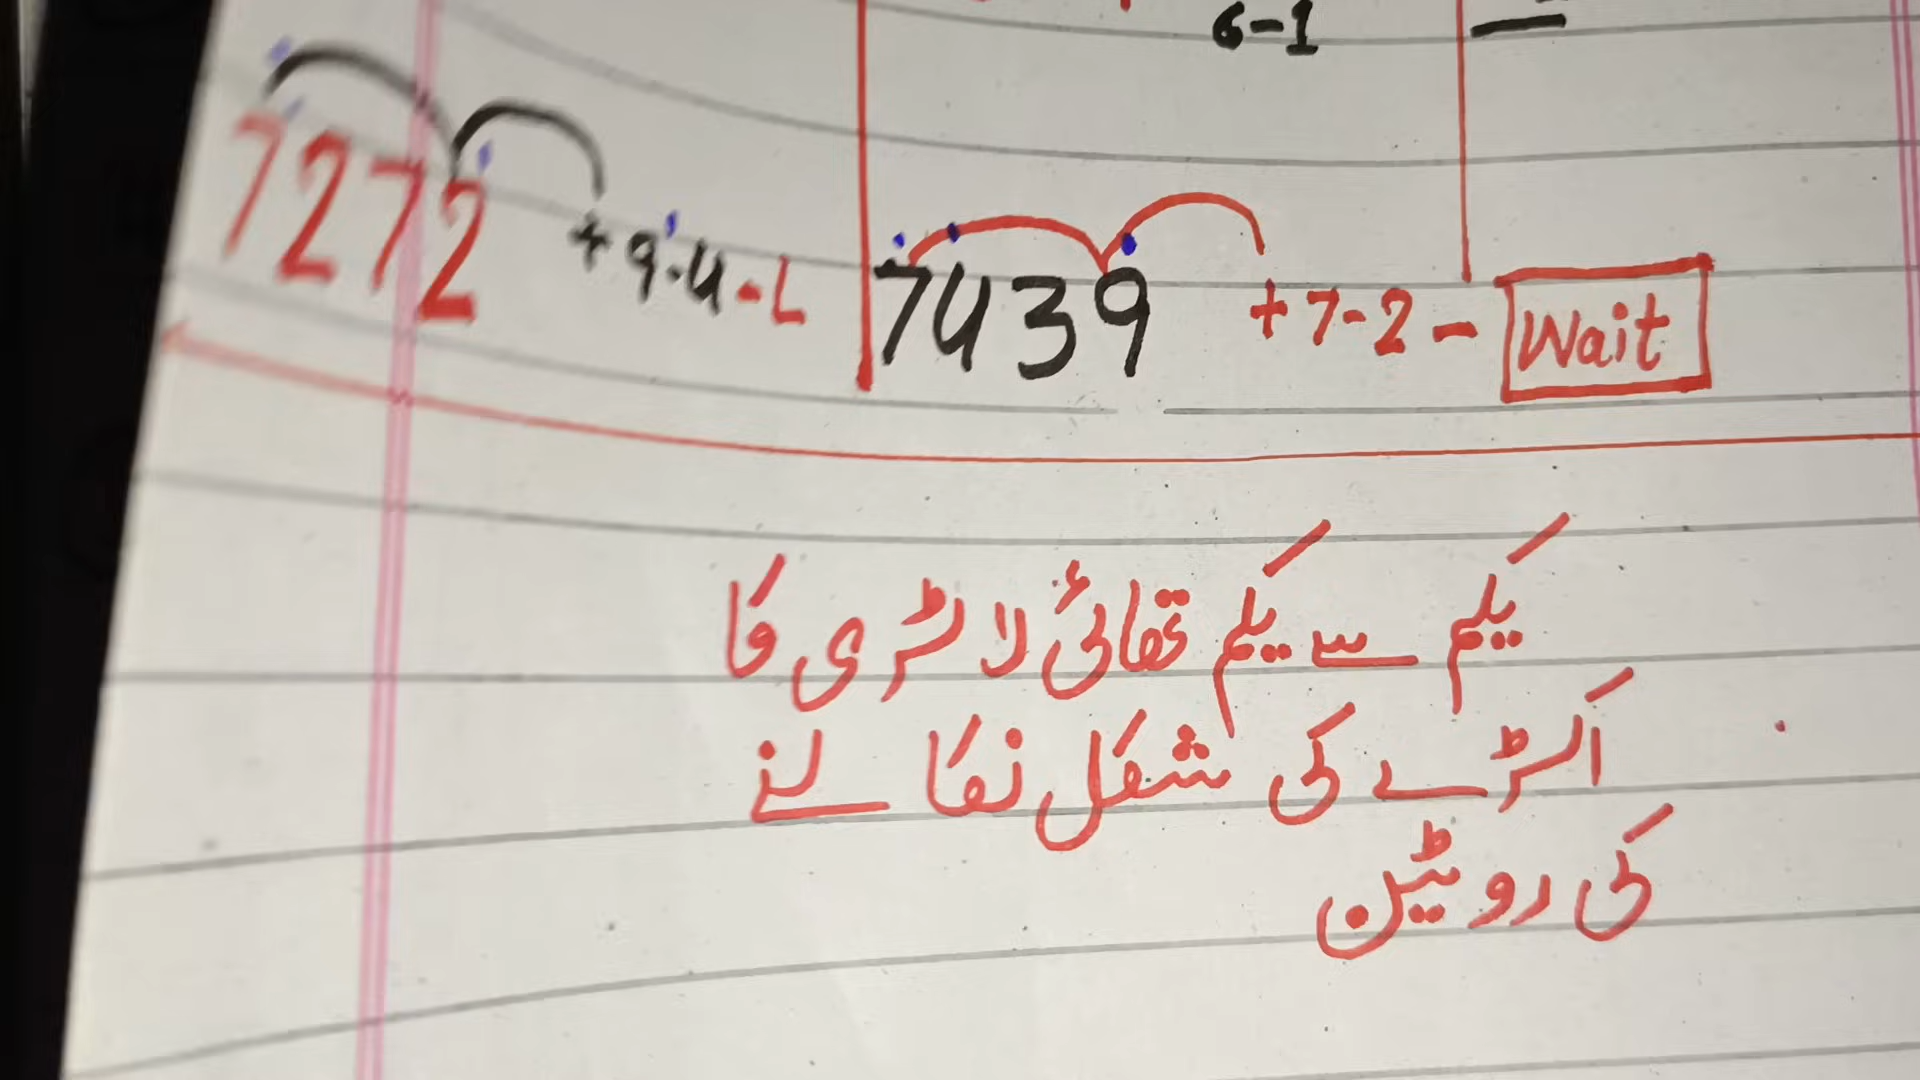 6-1
7272 +9-4-L
7439 +7-2- Wait
یکم سے یکم تھائی لاٹری کا
اکڑے کی شکل نکالنے
کی روٹین